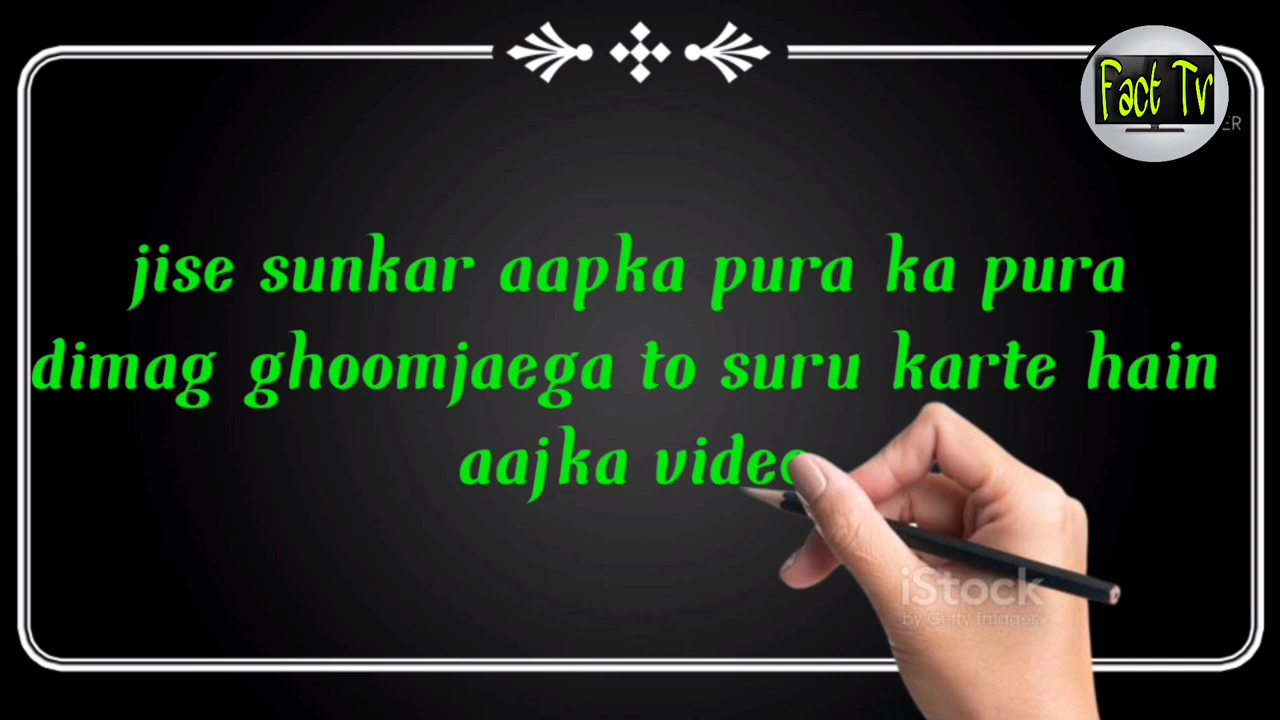 Fact Tv
ER
jise sunkar aapka pura ka pura
dimag ghoomjaega to suru karte hain
aajka video
iStock
by Getty Images